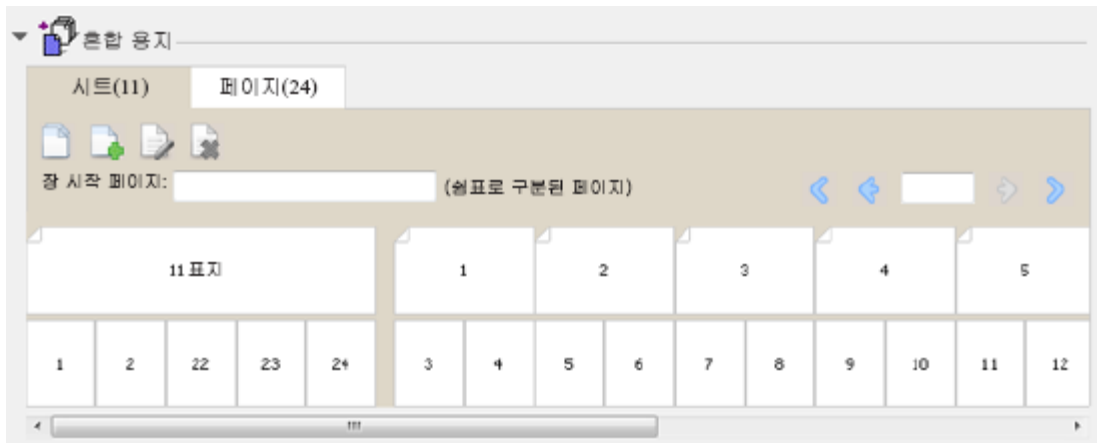 혼합 용지
시트(11) 페이지(24)
장 시작 페이지: (쉼표로 구분된 페이지)
11 표지 1 2 3 4 5
1 2 22 23 24 3 4 5 6 7 8 9 10 11 12